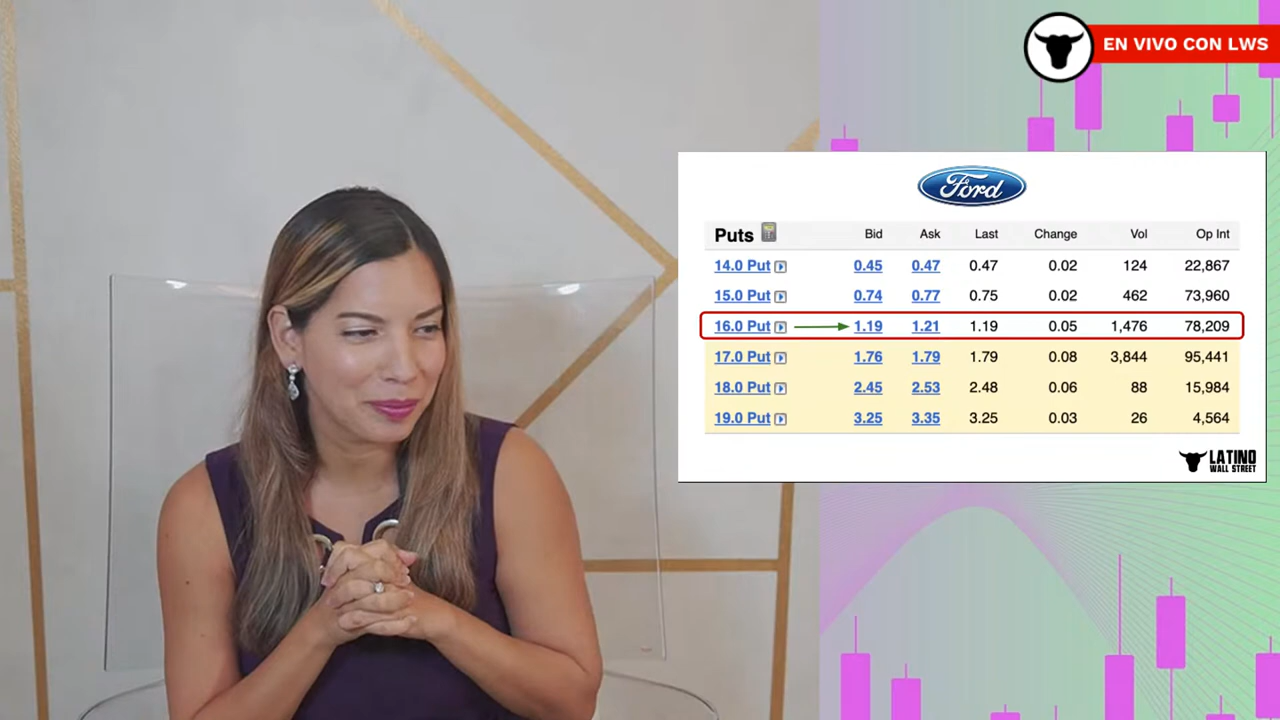 EN VIVO CON LWS
Ford
Puts Bid Ask Last Change Vol Op Int
14.0 Put 0.45 0.47 0.47 0.02 124 22,867
15.0 Put 0.74 0.77 0.75 0.02 462 73,960
16.0 Put 1.19 1.21 1.19 0.05 1,476 78,209
17.0 Put 1.76 1.79 1.79 0.08 3,844 95,441
18.0 Put 2.45 2.53 2.48 0.06 88 15,984
19.0 Put 3.25 3.35 3.25 0.03 26 4,564
LATINO
WALL STREET